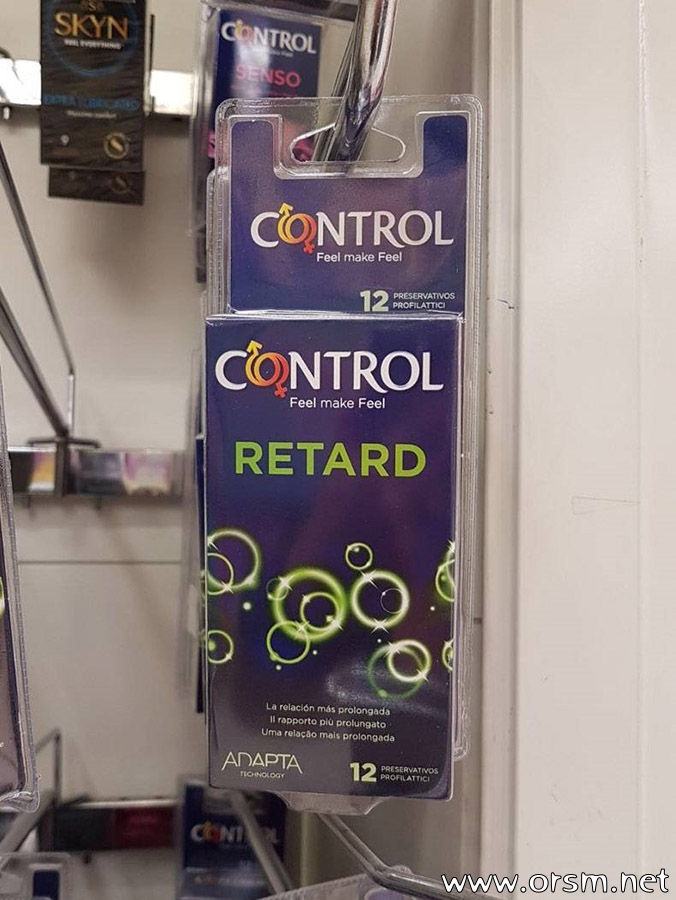 SKYN
FEEL EVERYTHING
EXTRA LUBRICATED
CONTROL
SENSO
CONTROL
Feel make Feel
12 PRESERVATIVOS
PROFILATTICI
CONTROL
Feel make Feel
RETARD
La relación más prolongada
Il rapporto più prolungato
Uma relação mais prolongada
ADAPTA
TECHNOLOGY
12 PRESERVATIVOS
PROFILATTICI
CONTROL
www.orsm.net